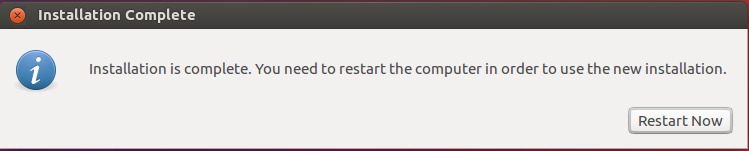 Installation Complete
Installation is complete. You need to restart the computer in order to use the new installation.
Restart Now